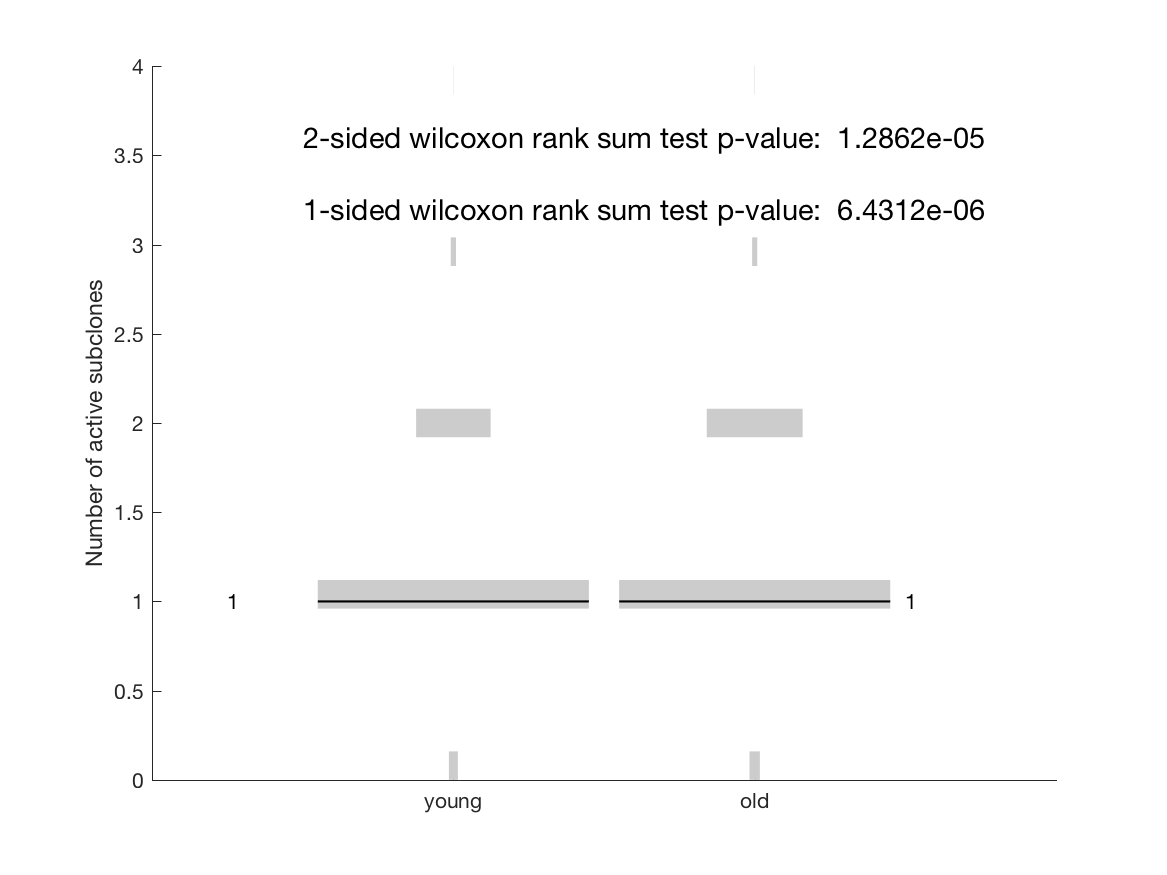 4
2-sided wilcoxon rank sum test p-value:  1.2862e-05
3.5
1-sided wilcoxon rank sum test p-value:  6.4312e-06
3
2.5
Number of active subclones
2
1.5
1
1
1
0.5
0
young
old